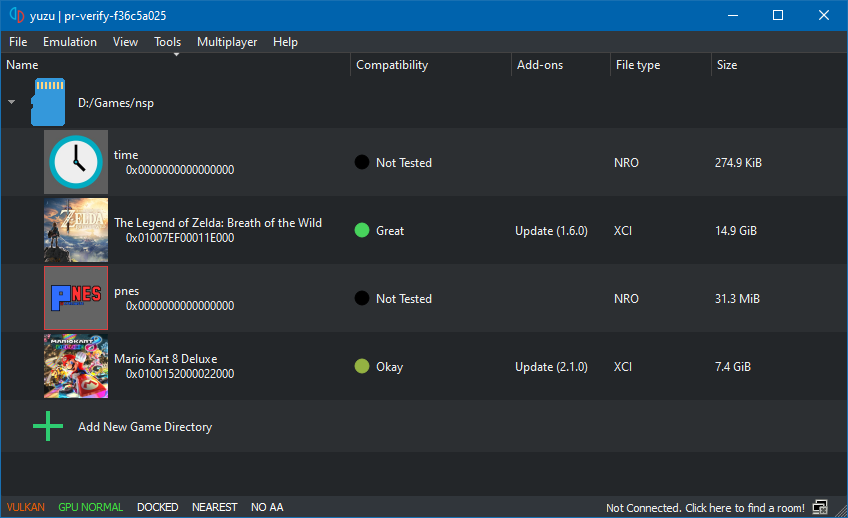 yuzu | pr-verify-f36c5a025
File Emulation View Tools Multiplayer Help
Name Compatibility Add-ons File type Size
D:/Games/nsp
time
0x0000000000000000
Not Tested NRO 274.9 KiB
ZELDA
The Legend of Zelda: Breath of the Wild
0x01007EF00011E000
Great Update (1.6.0) XCI 14.9 GiB
PNES
pnes
0x0000000000000000
Not Tested NRO 31.3 MiB
MARIOKART
Mario Kart 8 Deluxe
0x0100152000022000
Okay Update (2.1.0) XCI 7.4 GiB
Add New Game Directory
VULKAN GPU NORMAL DOCKED NEAREST NO AA Not Connected. Click here to find a room!